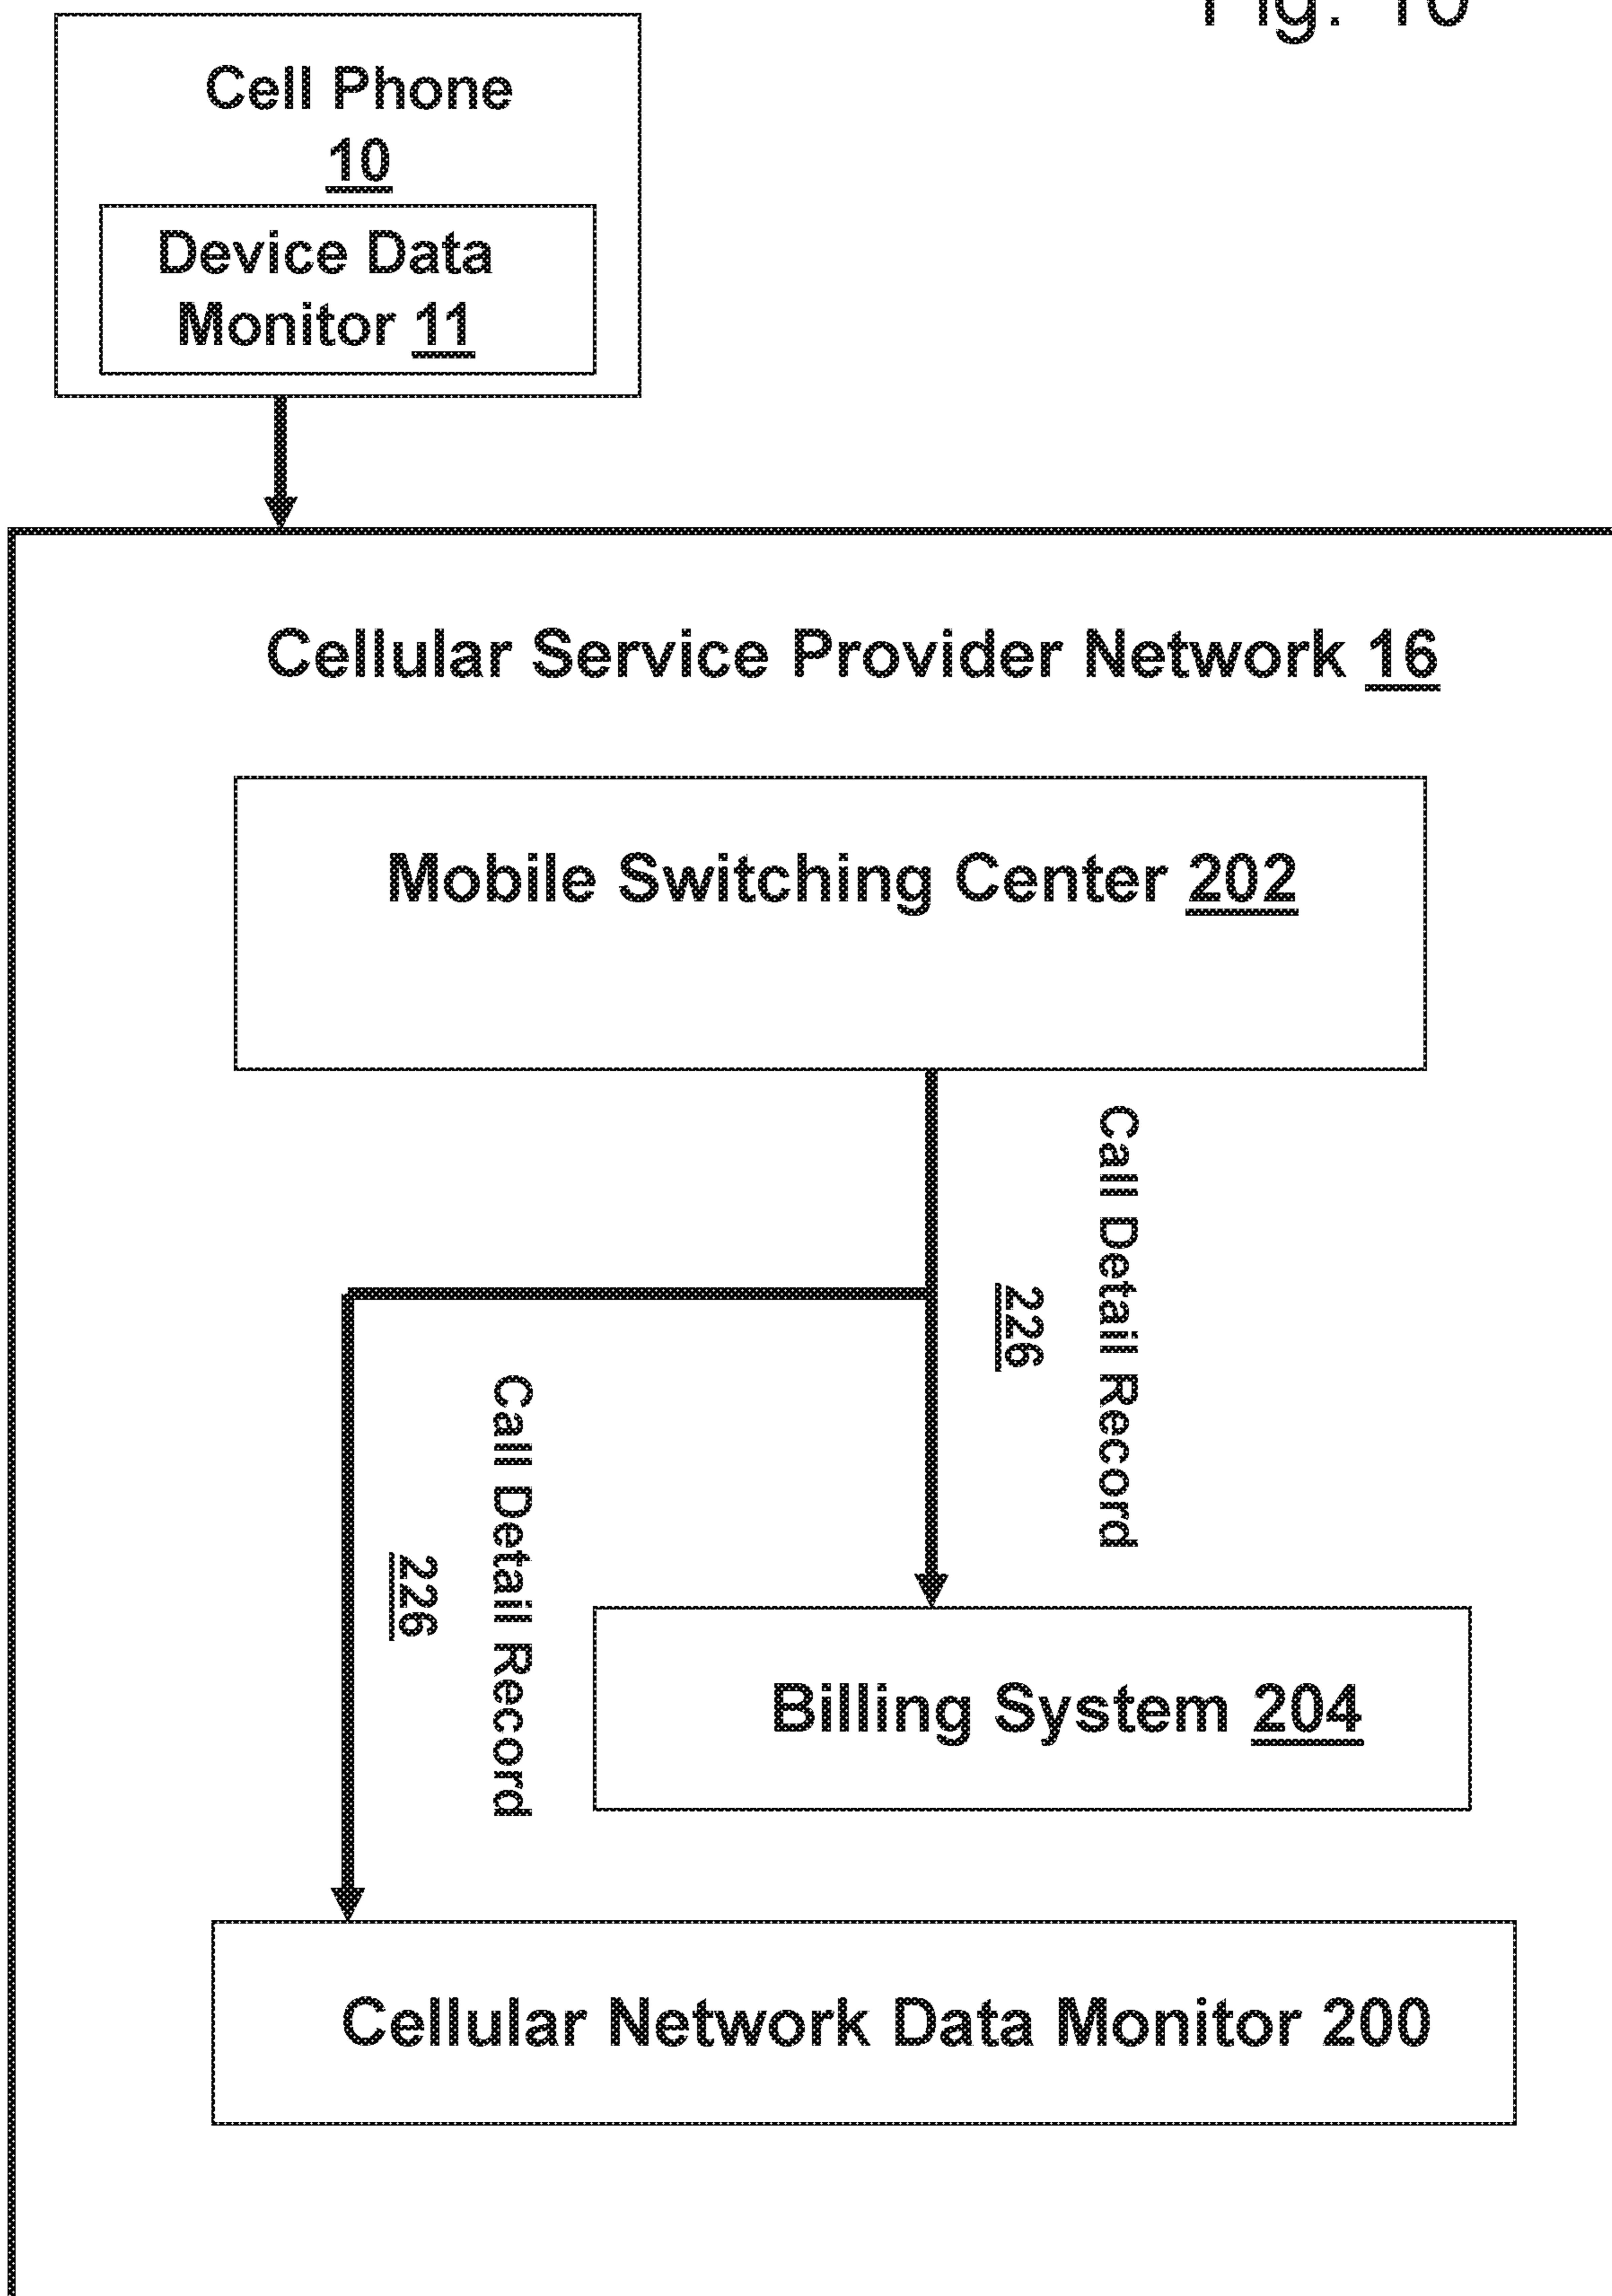 Fig. 10
Cell Phone
10
Device Data
Monitor 11
Cellular Service Provider Network 16
Mobile Switching Center 202
Call Detail Record
226
Call Detail Record
226
Billing System 204
Cellular Network Data Monitor 200